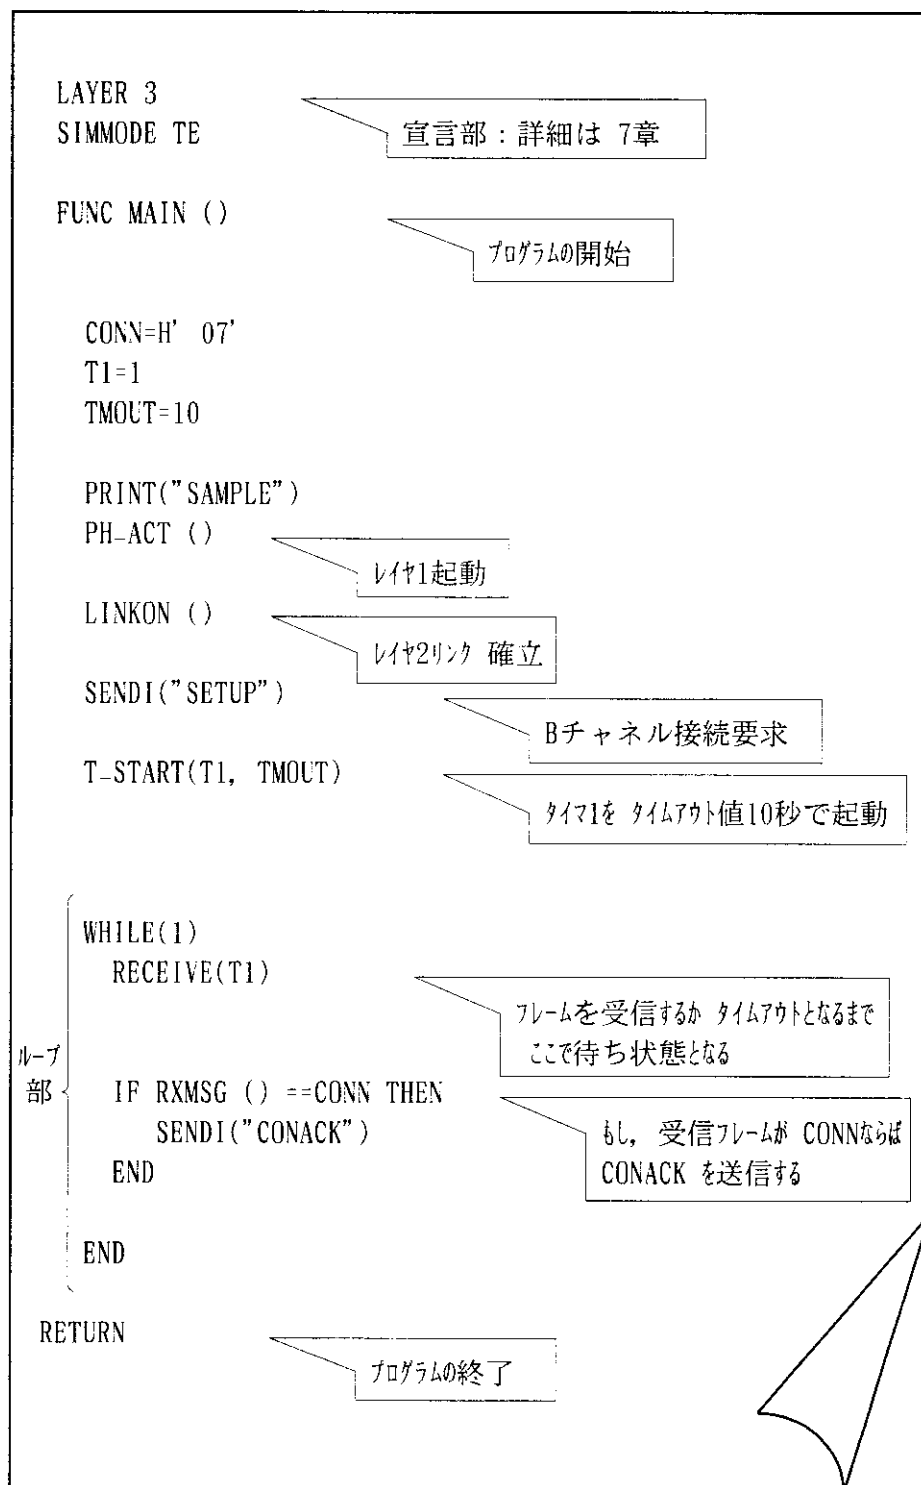 LAYER 3
SIMMODE TE
宣言部：詳細は 7章
FUNC MAIN ()
ﾌﾟﾛｸﾞﾗﾑの開始
CONN=H' 07'
T1=1
TMOUT=10
PRINT("SAMPLE")
PH_ACT ()
ﾚｲﾔ1起動
LINKON ()
ﾚｲﾔ2ﾘﾝｸ 確立
SENDI("SETUP")
Bチャネル接続要求
T_START(T1, TMOUT)
ﾀｲﾏ1を ﾀｲﾑｱｳﾄ値10秒で起動
WHILE(1)
RECEIVE(T1)
ﾌﾚｰﾑを受信するか ﾀｲﾑｱｳﾄとなるまで
ここで待ち状態となる
ﾙｰﾌﾟ
部
IF RXMSG () ==CONN THEN
SENDI("CONACK")
END
もし, 受信ﾌﾚｰﾑが CONNならば
CONACK を送信する
END
RETURN
ﾌﾟﾛｸﾞﾗﾑの終了